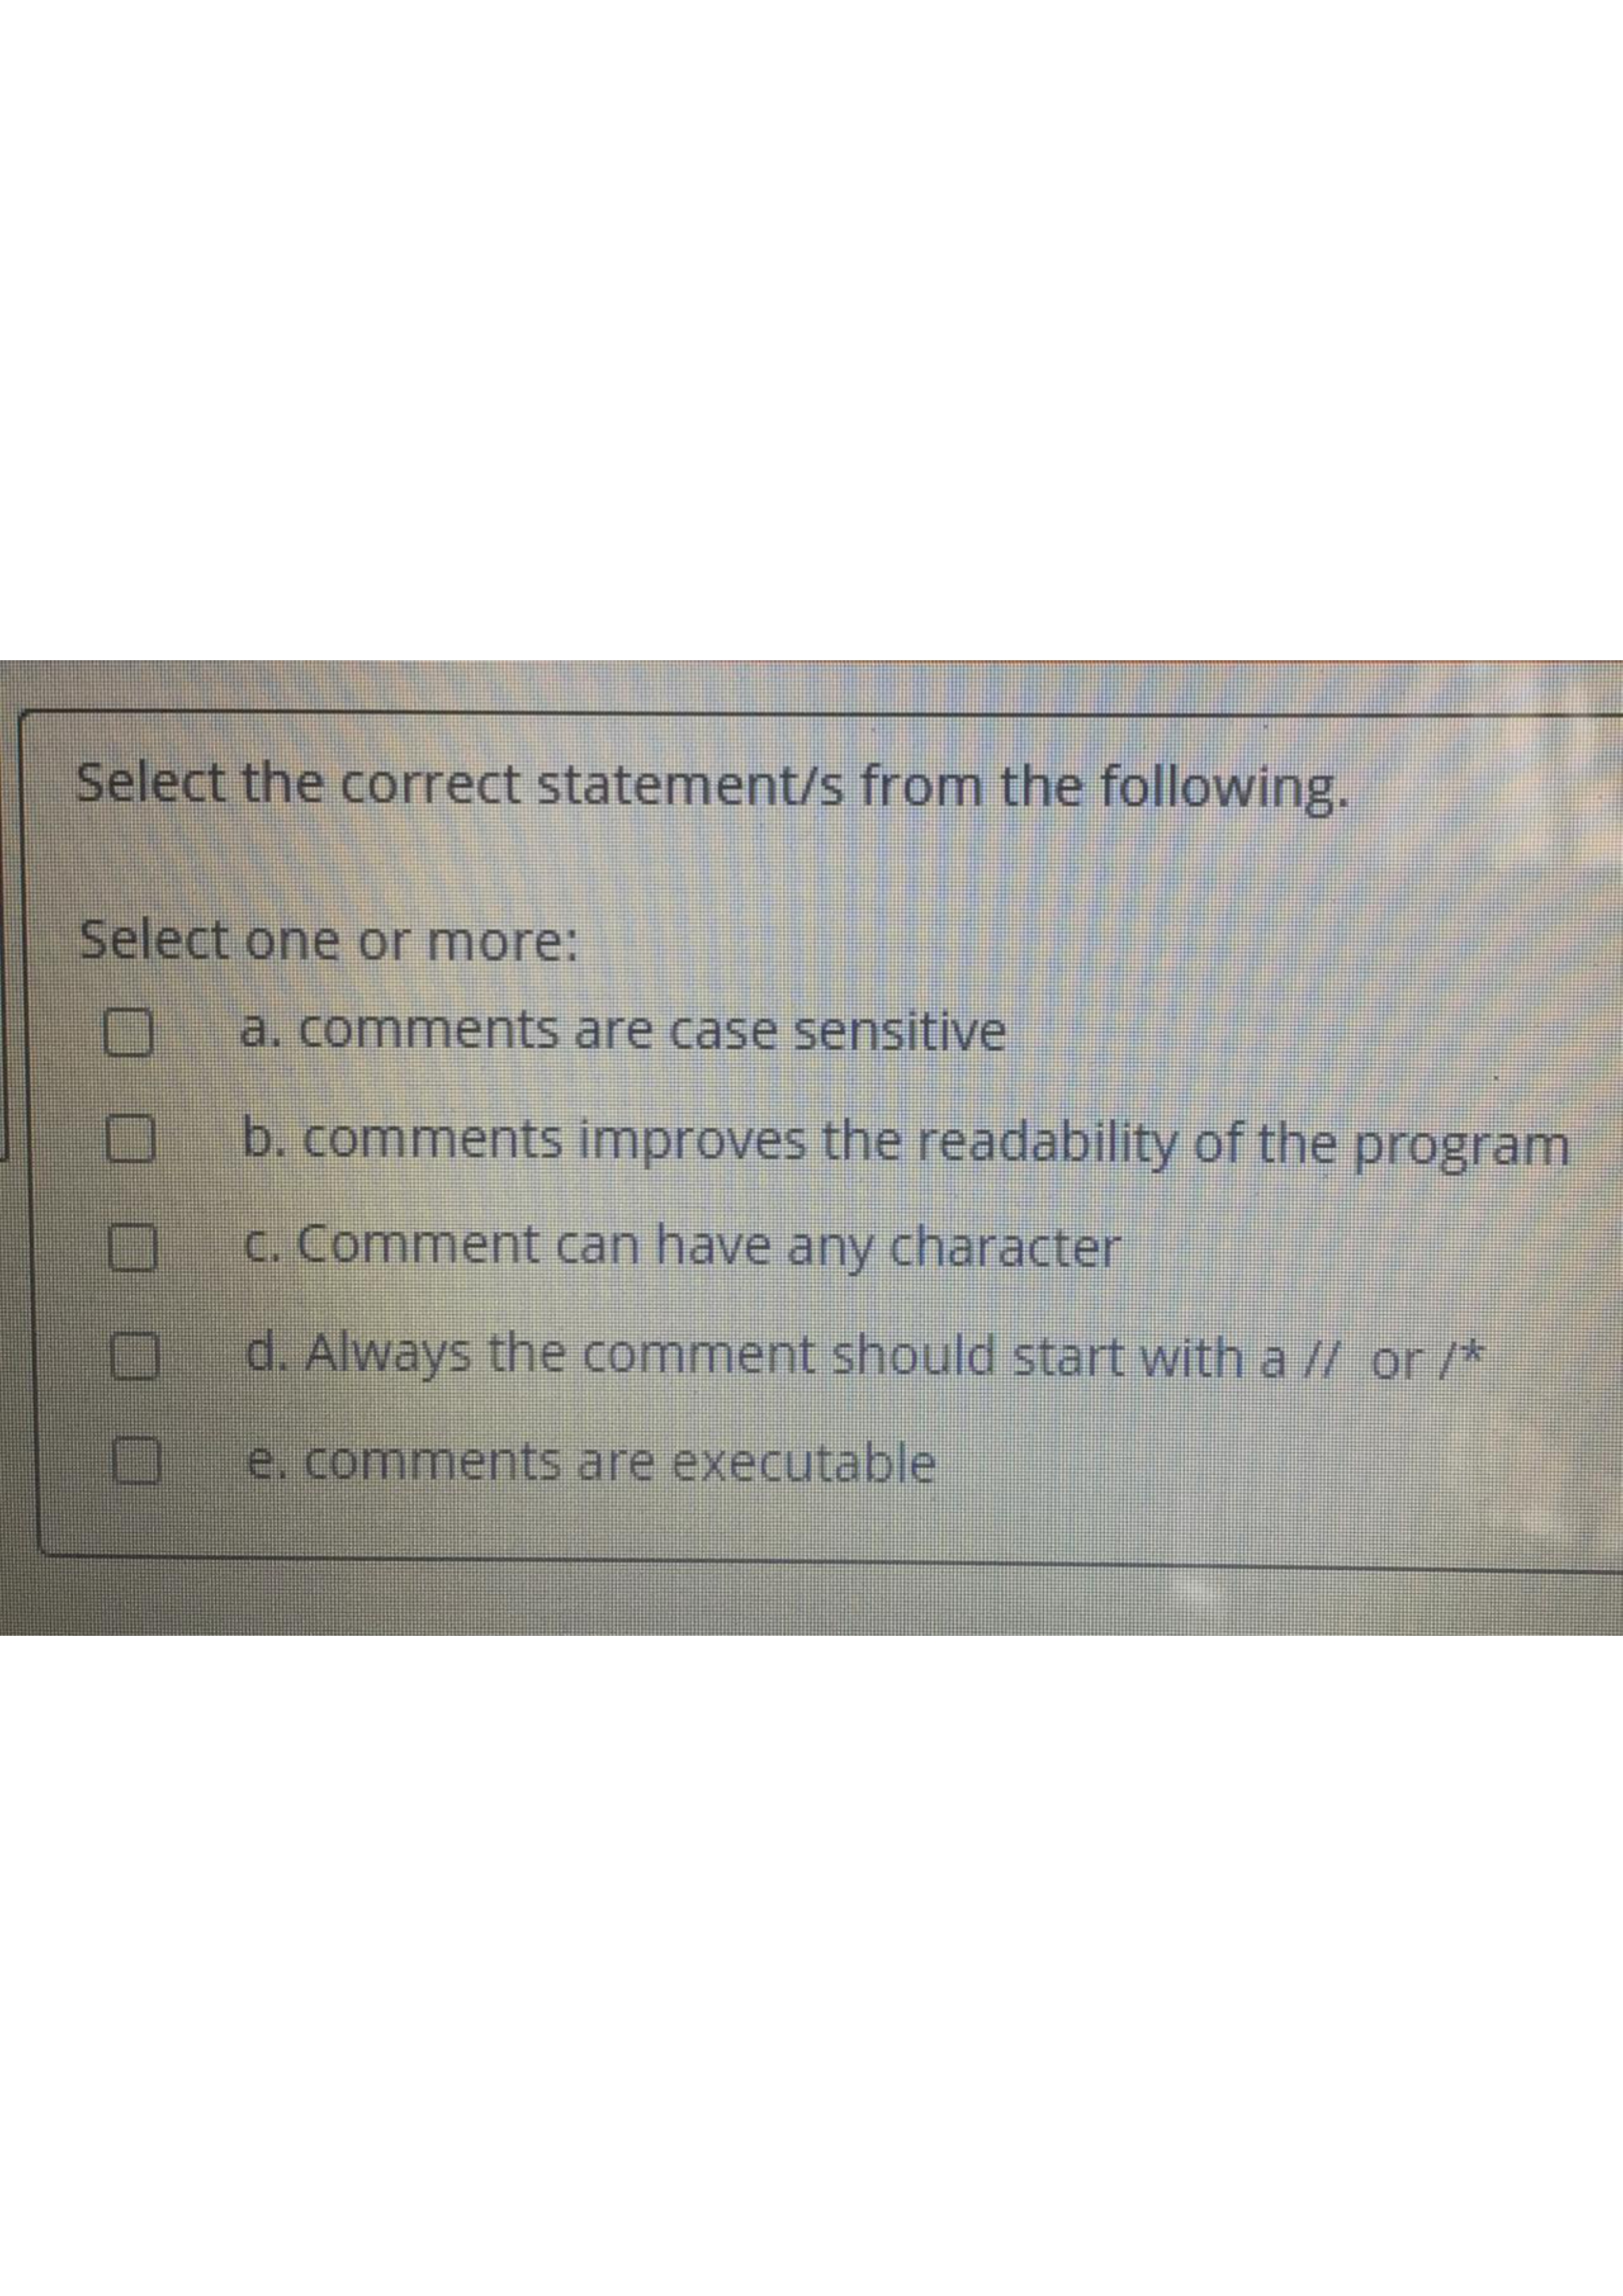 Select the correct statement/s from the following.
Select one or more:
a. comments are case sensitive
b. comments improves the readability of the program
c. Comment can have any character
d. Always the comment should start with a // or /*
e. comments are executable